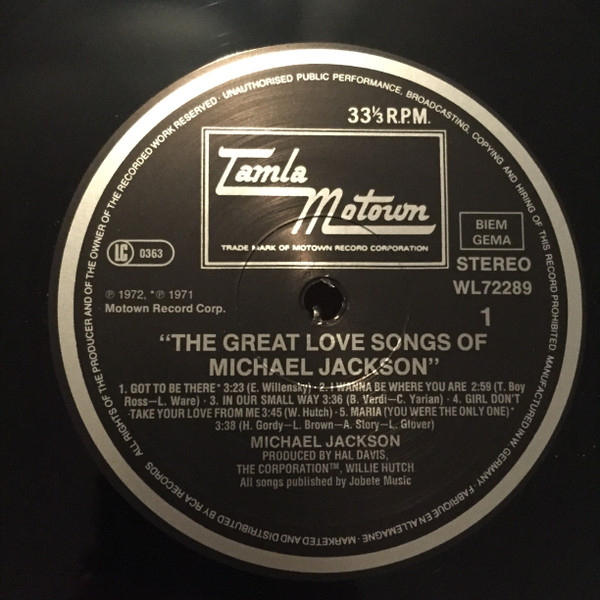 ALL RIGHTS OF THE PRODUCER AND OF THE OWNER OF THE RECORDED WORK RESERVED · UNAUTHORISED PUBLIC PERFORMANCE, BROADCASTING, COPYING AND HIRING OF THIS RECORD PROHIBITED. MANUFACTURED IN W. GERMANY · FABRIQUE EN ALLEMAGNE · MARKETED AND DISTRIBUTED BY RCA RECORDS
33⅓ R.P.M.
Tamla
Motown
TRADE MARK OF MOTOWN RECORD CORPORATION
BIEM
GEMA
LC 0363
STEREO
WL72289
1
℗ 1972, *℗ 1971
Motown Record Corp.
"THE GREAT LOVE SONGS OF
MICHAEL JACKSON"
1. GOT TO BE THERE* 3:23 (E. Willensky) · 2. I WANNA BE WHERE YOU ARE 2:59 (T. Boy
Ross—L. Ware) · 3. IN OUR SMALL WAY 3:36 (B. Verdi—C. Yarian) · 4. GIRL DON'T
TAKE YOUR LOVE FROM ME 3:45 (W. Hutch) · 5. MARIA (YOU WERE THE ONLY ONE)*
3:38 (H. Gordy—L. Brown—A. Story—L. Glover)
MICHAEL JACKSON
PRODUCED BY HAL DAVIS,
THE CORPORATION™, WILLIE HUTCH
All songs published by Jobete Music